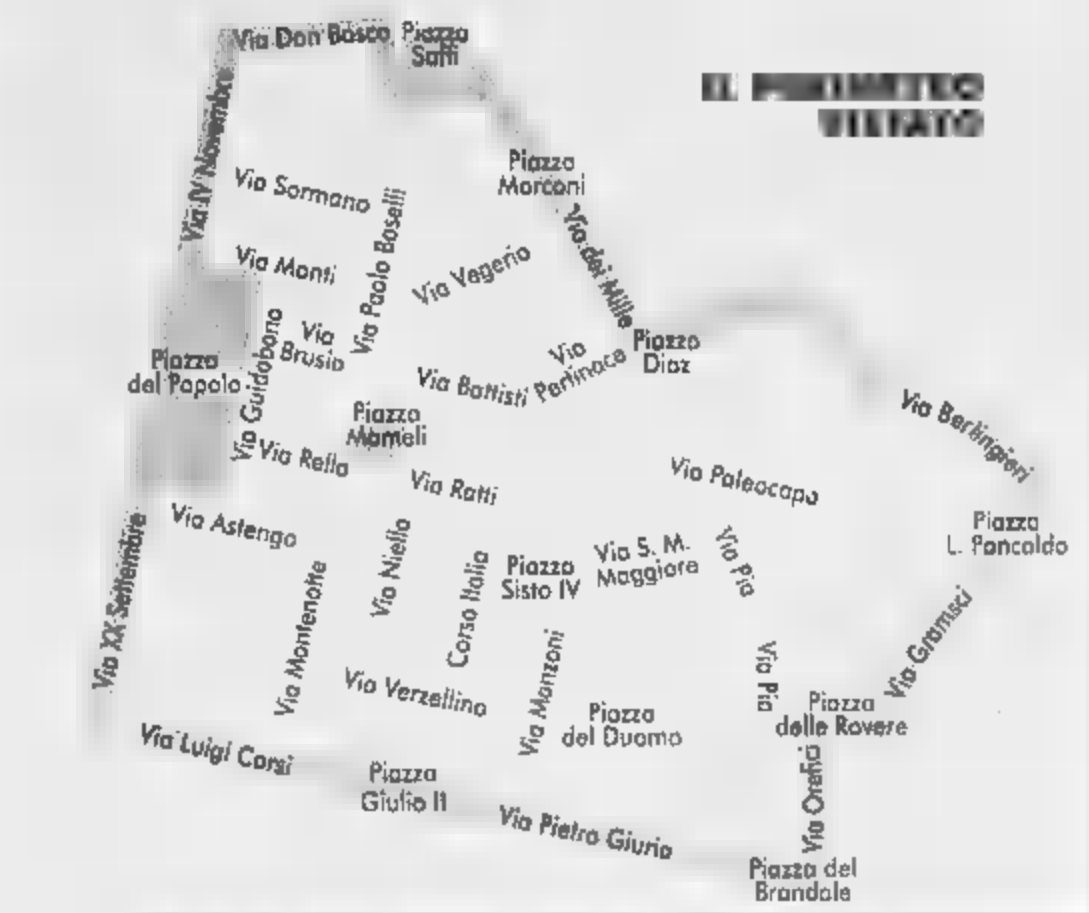 Via Don Bosco
Piazza
Saffi
VIETATO
Via IV Novembre
Piazza
Marconi
Via Sormano
Via Paolo Boselli
Via dei Mille
Via Monti
Via Vegerio
Via
Brusio
Via Guidobono
Piazza
del Popolo
Via
Pertinace
Piazza
Diaz
Via Battisti
Piazza
Mameli
Via Berlingieri
Via Rella
Via Ratti
Via Paleocapa
Via Astengo
Piazza
L. Pancaldo
Via XX Settembre
Via Niella
Corso Italia
Piazza
Sisto IV
Via S. M.
Maggiore
Via Pia
Via Montenotte
Via Gramsci
Via Verzellino
Via Manzoni
Via Pia
Piazza
del Duomo
Piazza
delle Rovere
Via Luigi Corsi
Piazza
Giulio II
Via Orefici
Via Pietro Giuria
Piazza del
Brandale